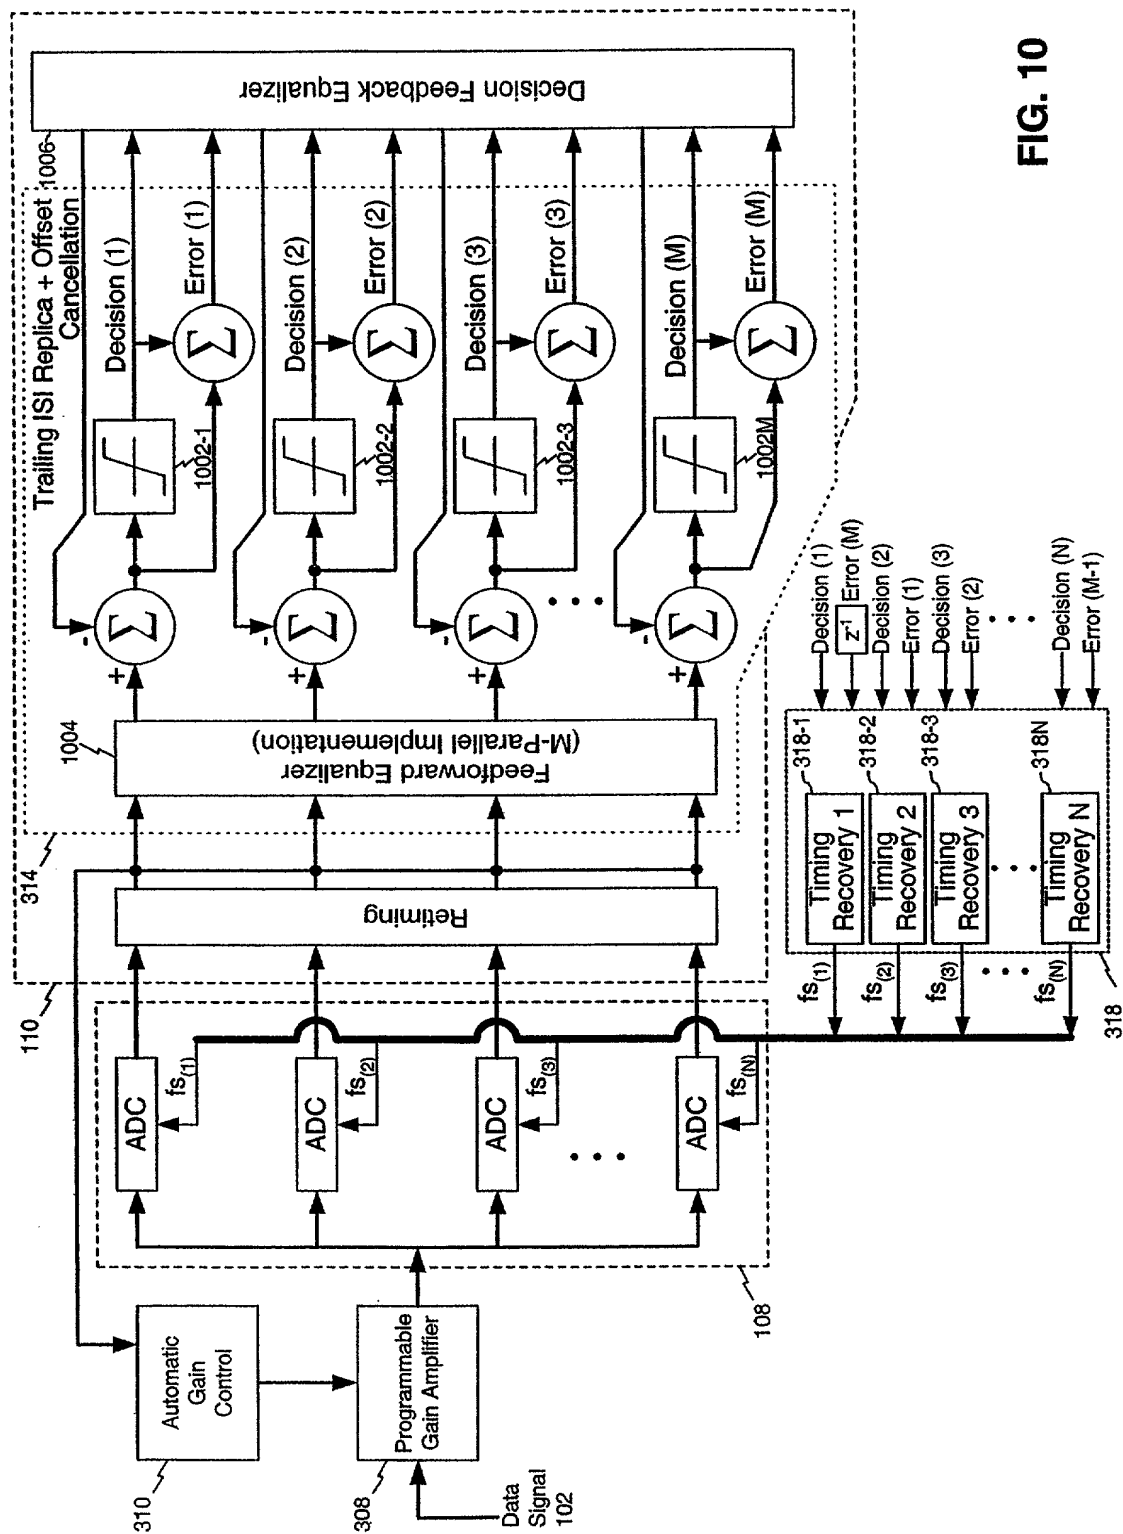 FIG. 10
310
Automatic
Gain
Control
308
Programmable
Gain Amplifier
Data
Signal
102
108
ADC
fs(1)
ADC
fs(2)
ADC
fs(3)
• • •
ADC
fs(N)
110
Retiming
314
1004
Feedforward Equalizer
(M-Parallel Implementation)
Trailing ISI Replica + Offset
Cancellation
1006
Decision Feedback Equalizer
+
-
Σ
1002-1
Decision (1)
Σ
Error (1)
+
-
Σ
1002-2
Decision (2)
Σ
Error (2)
+
-
Σ
1002-3
Decision (3)
Σ
Error (3)
• • •
+
-
Σ
1002M
Decision (M)
Σ
Error (M)
318
fs(1)
Timing
Recovery 1
318-1
Decision (1)
z-1
Error (M)
fs(2)
Timing
Recovery 2
318-2
Decision (2)
Error (1)
fs(3)
Timing
Recovery 3
318-3
Decision (3)
Error (2)
• • •
• • •
• • •
fs(N)
Timing
Recovery N
318N
Decision (N)
Error (M-1)